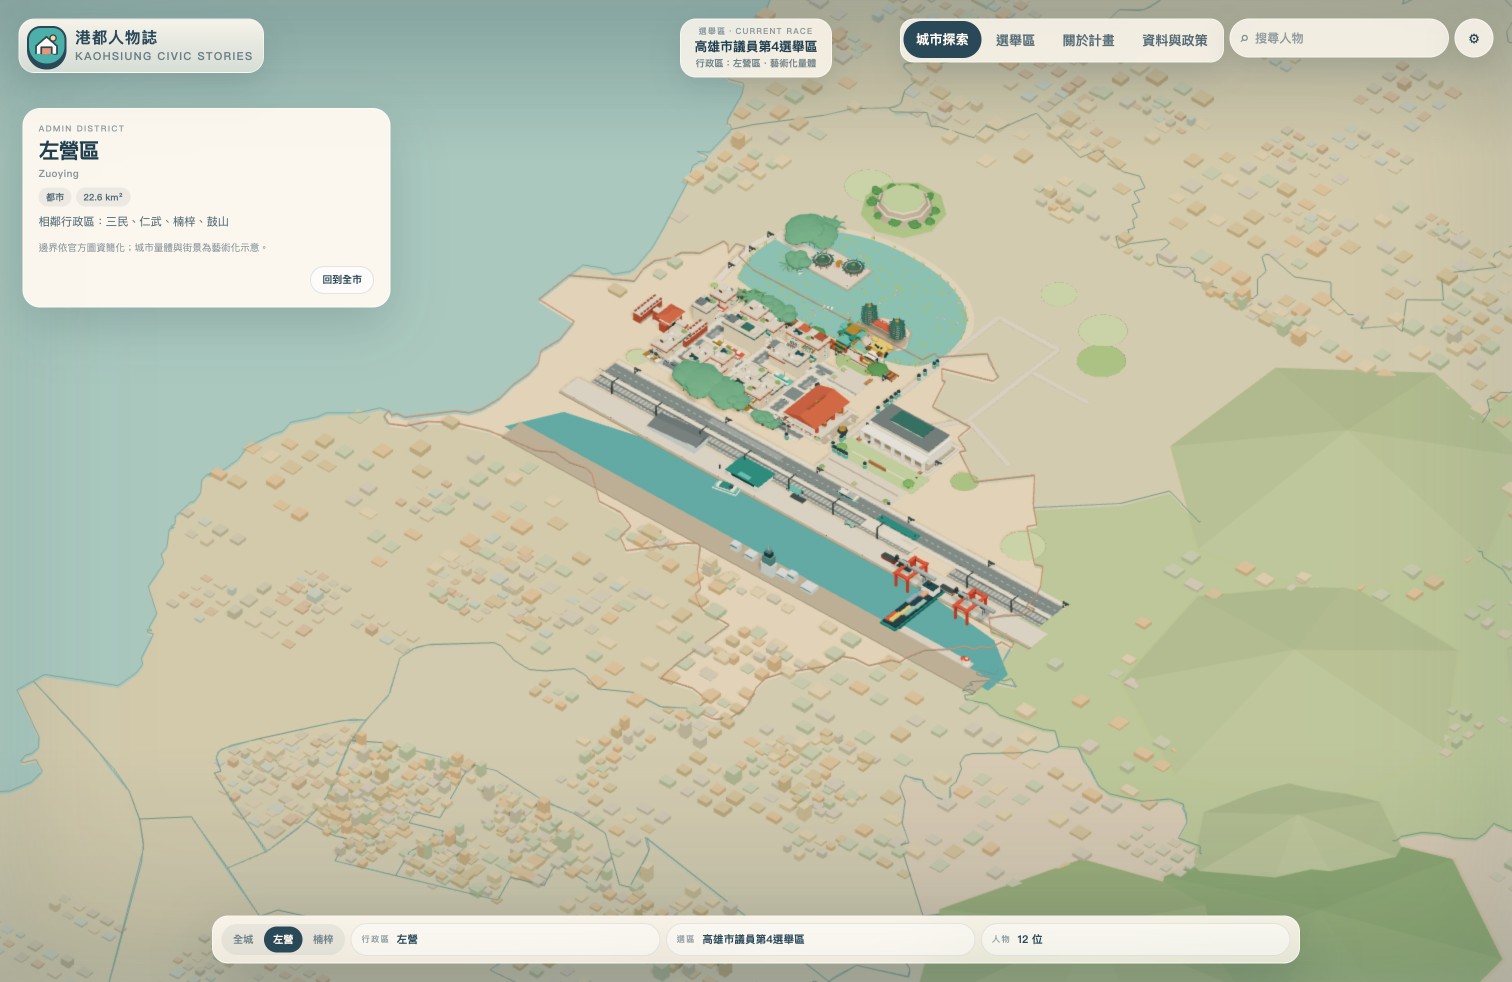 港都人物誌
KAOHSIUNG CIVIC STORIES
選舉區 · CURRENT RACE
高雄市議員第4選舉區
行政區：左營區 · 藝術化量體
城市探索
選舉區
關於計畫
資料與政策
搜尋人物
ADMIN DISTRICT
左營區
Zuoying
都市
22.6 km²
相鄰行政區：三民、仁武、楠梓、鼓山
邊界依官方圖資簡化；城市量體與街景為藝術化示意。
回到全市
全城
左營
楠梓
行政區 左營
選區 高雄市議員第4選舉區
人物 12 位